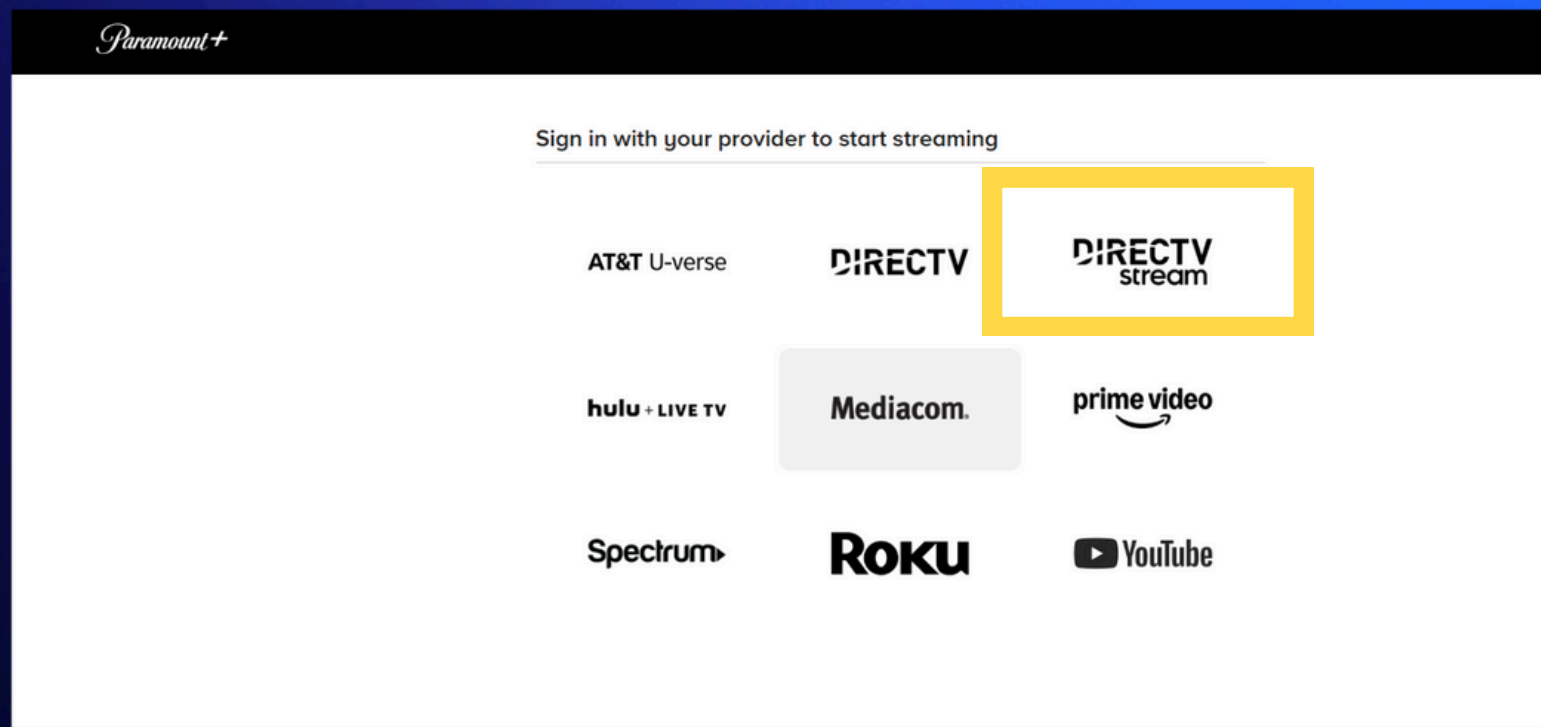 Paramount+
Sign in with your provider to start streaming
AT&T U-verse
DIRECTV
DIRECTV
stream
hulu + LIVE TV
Mediacom®
prime video
Spectrum
Roku
YouTube